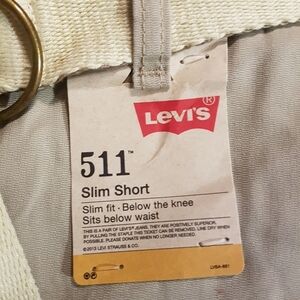 LEVI'S®
511™
Slim Short
Slim fit · Below the knee
Sits below waist
THIS IS A PAIR OF LEVI'S® JEANS. THEY ARE POSITIVELY SUPERIOR.
BY PULLING THE STAPLE THIS TICKET CAN BE REMOVED. LINE DRY WHEN
POSSIBLE. PLEASE DONATE WHEN NO LONGER NEEDED.
©2013 LEVI STRAUSS & CO.